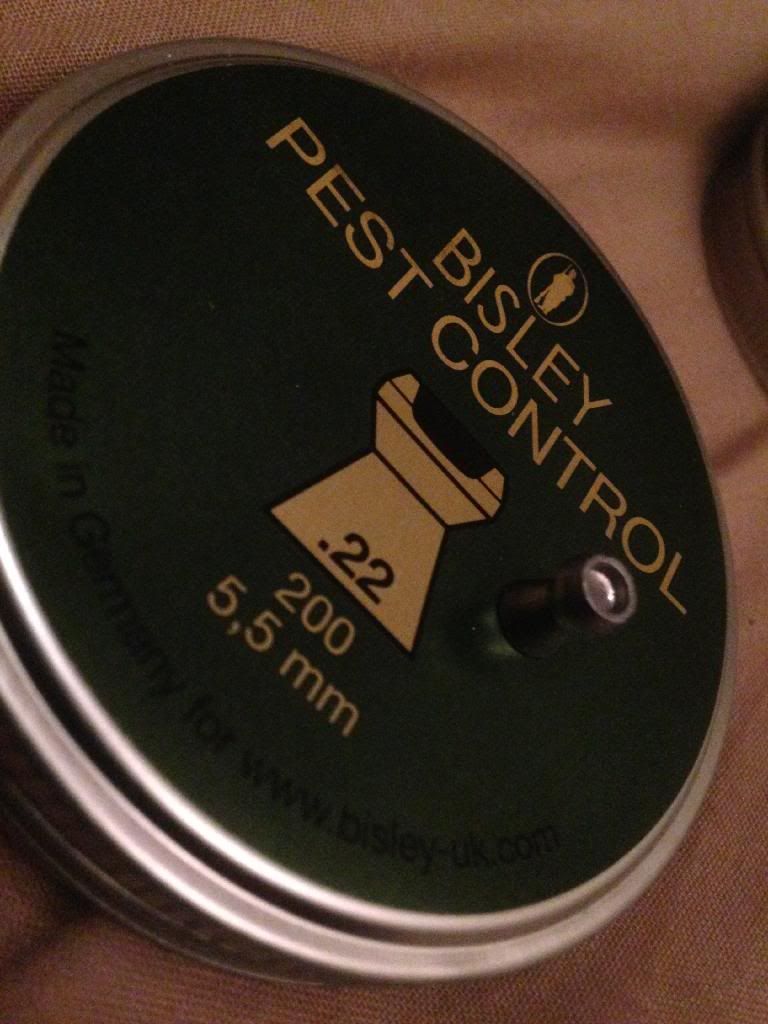 BISLEY
PEST CONTROL
.22
200
5,5 mm
Made in Germany for www.bisley-uk.com